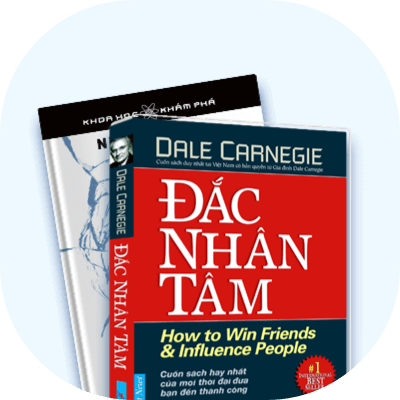 KHOA HỌC KHÁM PHÁ
N
DALE CARNEGIE
Cuốn sách duy nhất tại Việt Nam có bản quyền từ Gia đình Dale Carnegie
ĐẮC
NHÂN
TÂM
How to Win Friends
& Influence People
Cuốn sách hay nhất
của mọi thời đại đưa
bạn đến thành công
#1
INTERNATIONAL
BEST
SELLER
DALE CARNEGIE ĐẮC NHÂN TÂM